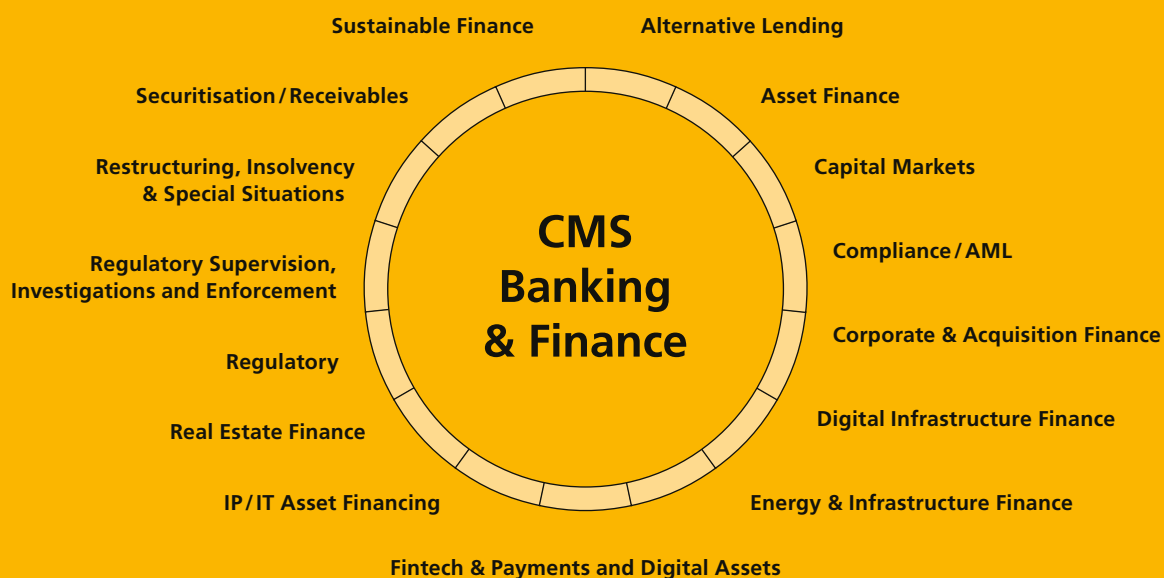 Sustainable Finance
Alternative Lending
Securitisation/Receivables
Asset Finance
Restructuring, Insolvency
& Special Situations
Capital Markets
CMS
Banking
& Finance
Regulatory Supervision,
Investigations and Enforcement
Compliance/AML
Corporate & Acquisition Finance
Regulatory
Digital Infrastructure Finance
Real Estate Finance
IP/IT Asset Financing
Energy & Infrastructure Finance
Fintech & Payments and Digital Assets